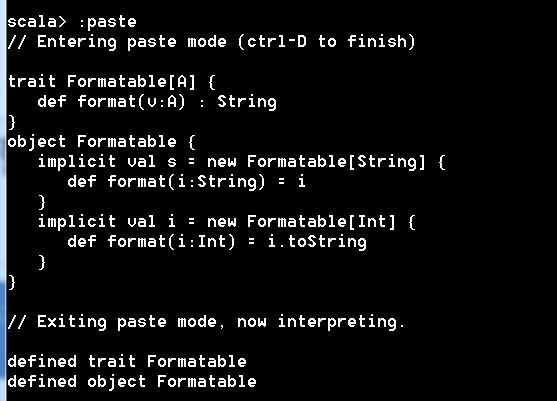 scala> :paste
// Entering paste mode (ctrl-D to finish)
trait Formatable[A] {
   def format(v:A) : String
}
object Formatable {
   implicit val s = new Formatable[String] {
      def format(i:String) = i
   }
   implicit val i = new Formatable[Int] {
      def format(i:Int) = i.toString
   }
}
// Exiting paste mode, now interpreting.
defined trait Formatable
defined object Formatable